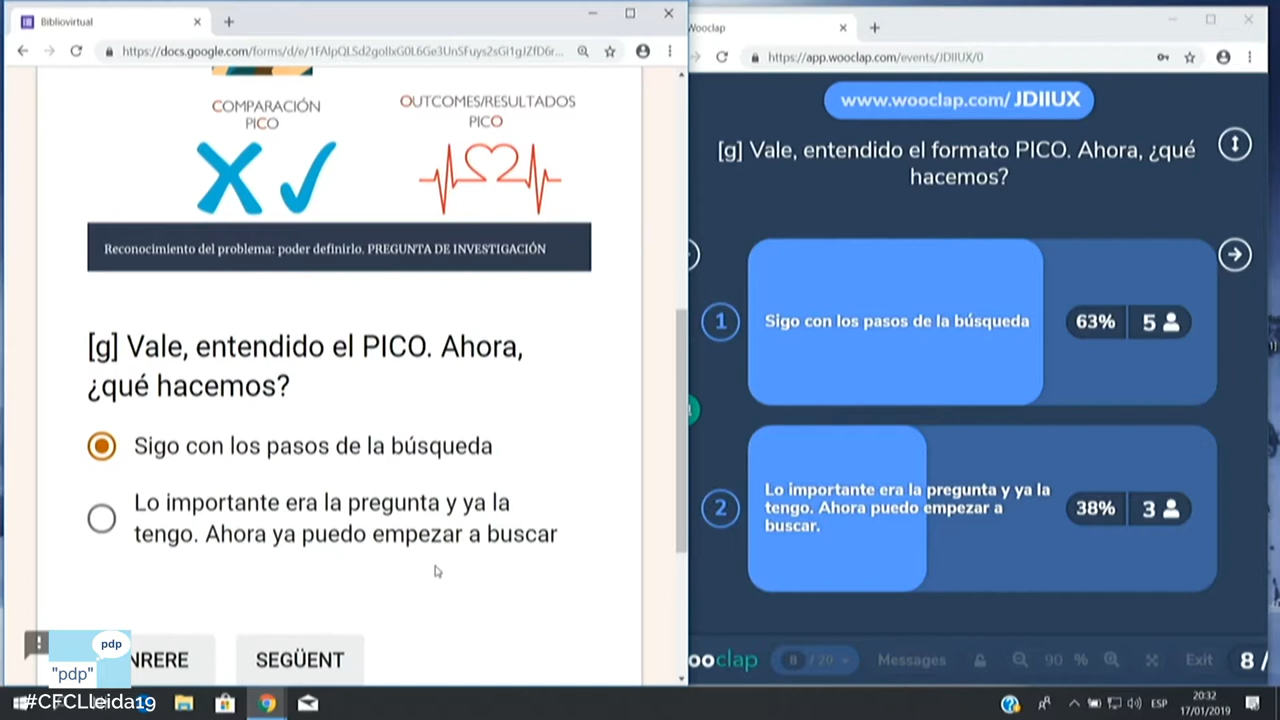 Bibliovirtual
https://docs.google.com/forms/d/e/1FAIpQLSd2golIxG0L6Ge3UnSFuys2sGi1gJZfD6r...
COMPARACIÓN
PICO
OUTCOMES/RESULTADOS
PICO
Reconocimiento del problema: poder definirlo. PREGUNTA DE INVESTIGACIÓN
[g] Vale, entendido el PICO. Ahora,
¿qué hacemos?
Sigo con los pasos de la búsqueda
Lo importante era la pregunta y ya la
tengo. Ahora ya puedo empezar a buscar
NRERE
SEGÜENT
pdp
"pdp"
#CFCLleida19
Wooclap
https://app.wooclap.com/events/JDIIUX/0
www.wooclap.com/ JDIIUX
[g] Vale, entendido el formato PICO. Ahora, ¿qué
hacemos?
1
Sigo con los pasos de la búsqueda
63% 5
2
Lo importante era la pregunta y ya la
tengo. Ahora puedo empezar a
buscar.
38% 3
ooclap
8 / 20
Messages
90 %
Exit
8 /
ESP
20:32
17/01/2019